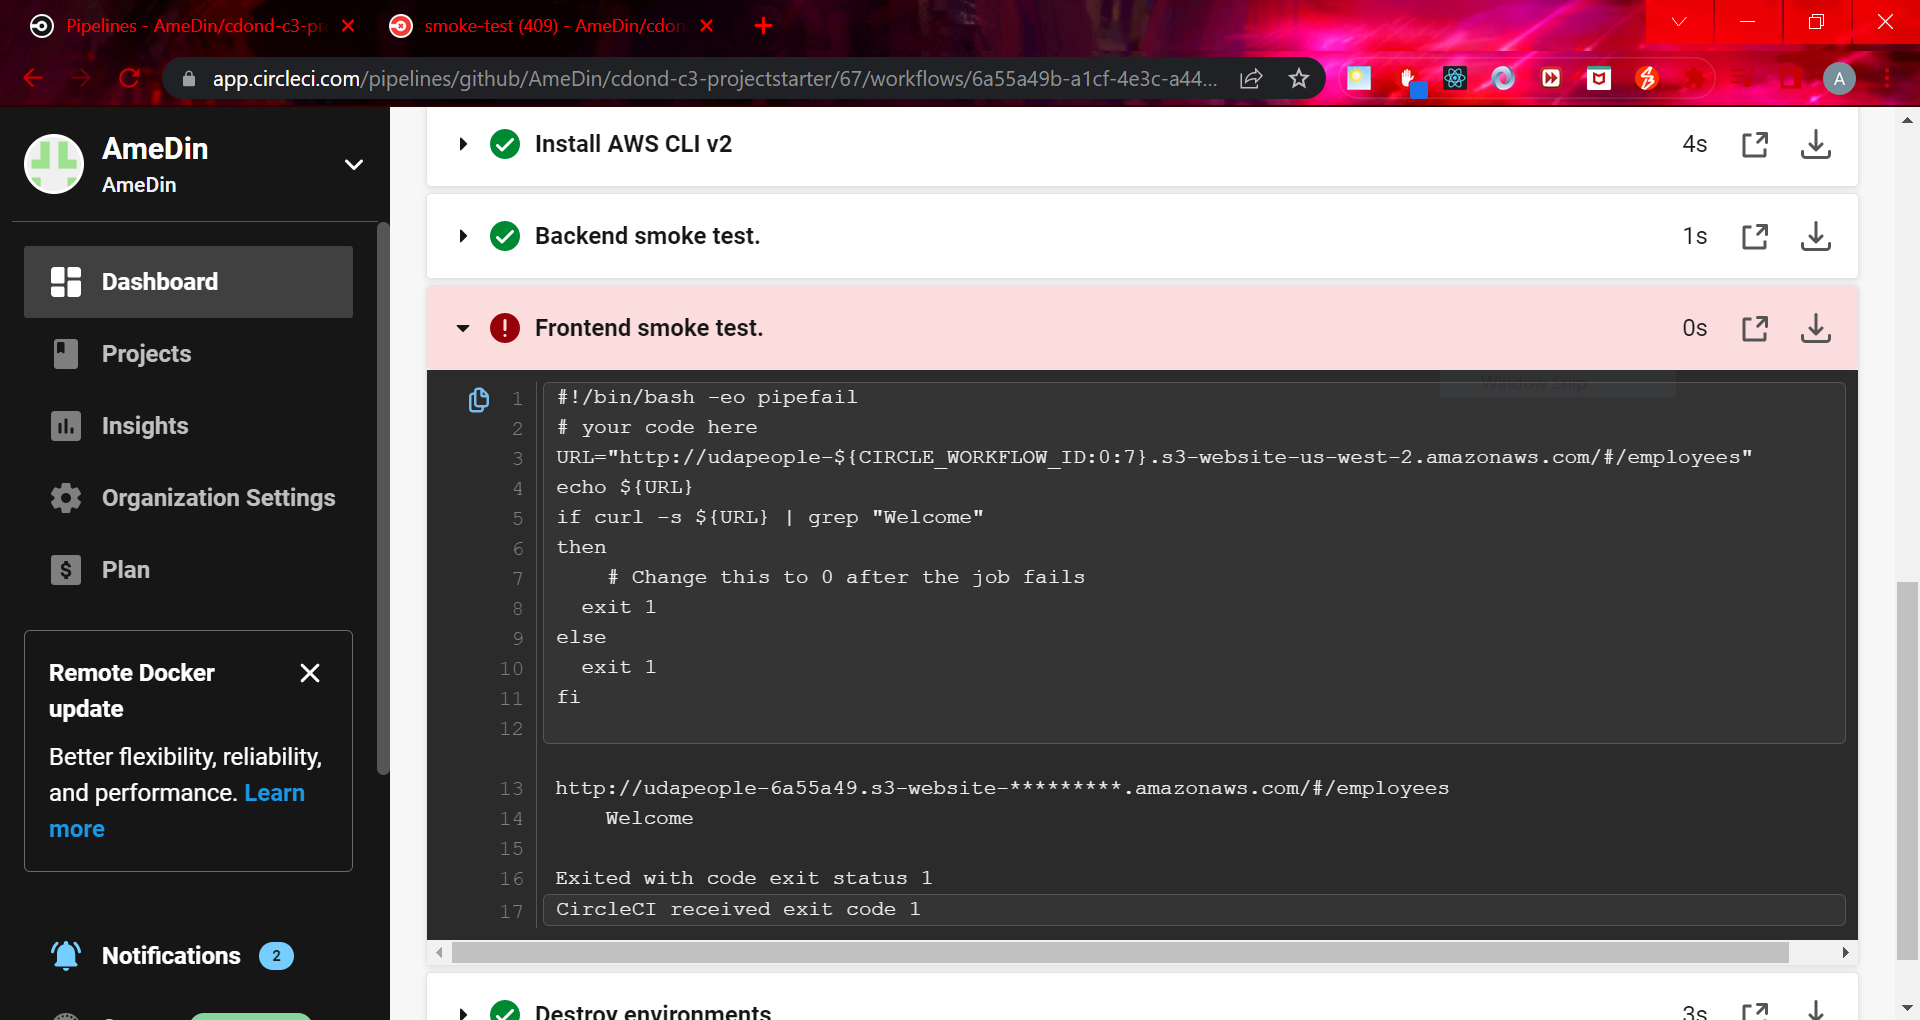 Pipelines - AmeDin/cdond-c3-pr
smoke-test (409) - AmeDin/cdon
app.circleci.com/pipelines/github/AmeDin/cdond-c3-projectstarter/67/workflows/6a55a49b-a1cf-4e3c-a44...
A
AmeDin
AmeDin
Dashboard
Projects
Insights
Organization Settings
Plan
Remote Docker
update
Better flexibility, reliability,
and performance. Learn
more
Notifications 2
Install AWS CLI v2 4s
Backend smoke test. 1s
Frontend smoke test. 0s
Window Snip
1 #!/bin/bash -eo pipefail
2 # your code here
3 URL="http://udapeople-${CIRCLE_WORKFLOW_ID:0:7}.s3-website-us-west-2.amazonaws.com/#/employees"
4 echo ${URL}
5 if curl -s ${URL} | grep "Welcome"
6 then
7 # Change this to 0 after the job fails
8 exit 1
9 else
10 exit 1
11 fi
12
13 http://udapeople-6a55a49.s3-website-*********.amazonaws.com/#/employees
14 Welcome
15
16 Exited with code exit status 1
17 CircleCI received exit code 1
Destroy environments 3s